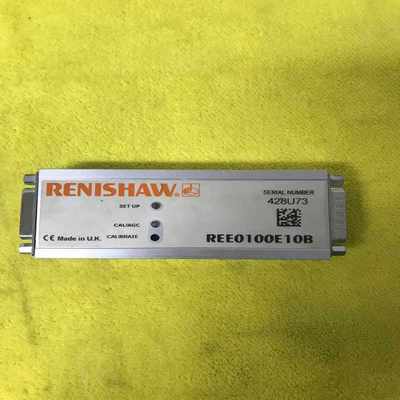 RENISHAW
SERIAL NUMBER
428U73
SET UP
CAL/AGC
CE Made in U.K.
CALIBRATE
REE0100E10B